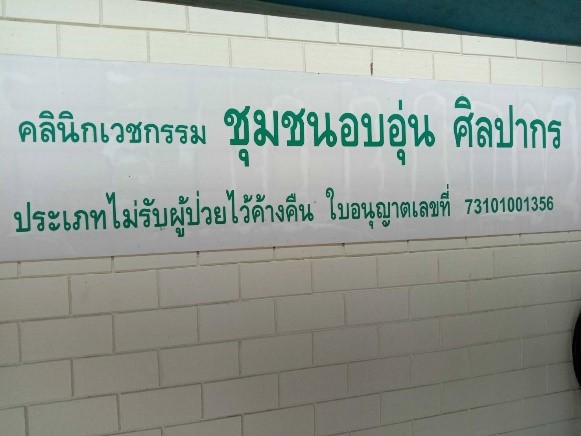 คลินิกเวชกรรม ชุมชนอบอุ่น ศิลปากร
ประเภทไม่รับผู้ป่วยไว้ค้างคืน ใบอนุญาตเลขที่ 73101001356